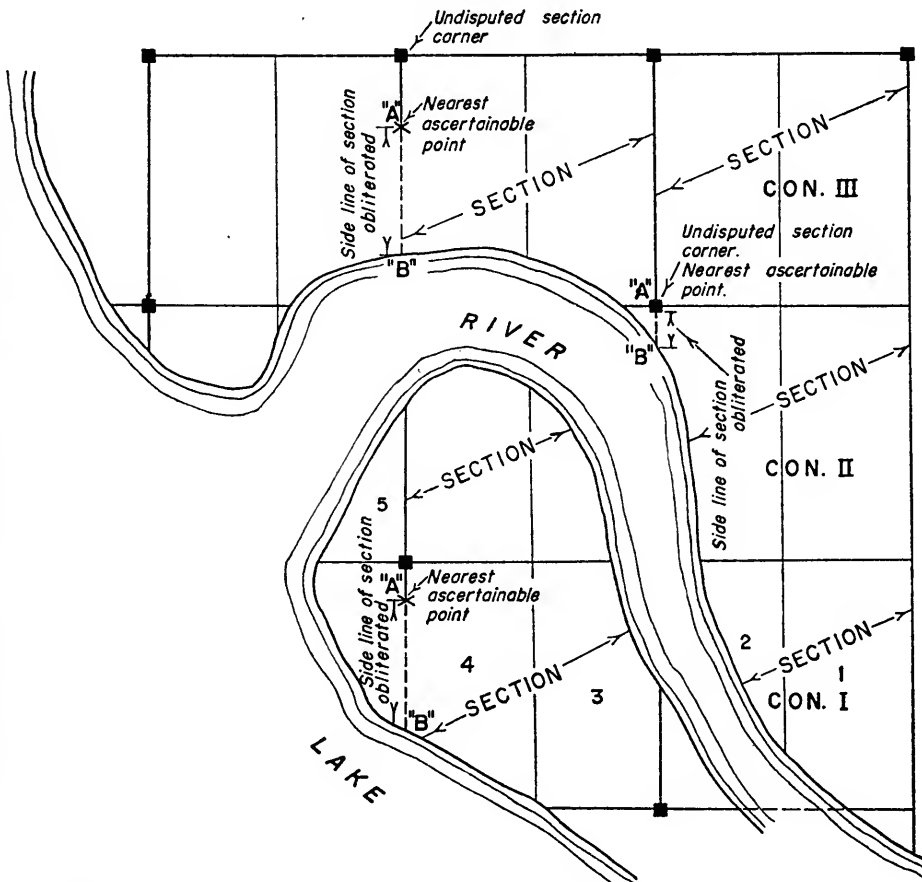 Undisputed section
corner
"A"
Nearest
ascertainable
point
Side line of section
obliterated
"B"
SECTION
SECTION
CON. III
Undisputed section
corner.
Nearest ascertainable
point.
"A"
"B"
Side line of section
obliterated
RIVER
SECTION
CON. II
SECTION
5
Side line of section
obliterated
"A"
Nearest
ascertainable
point
"B"
4
SECTION
3
2
SECTION
1
CON. I
LAKE